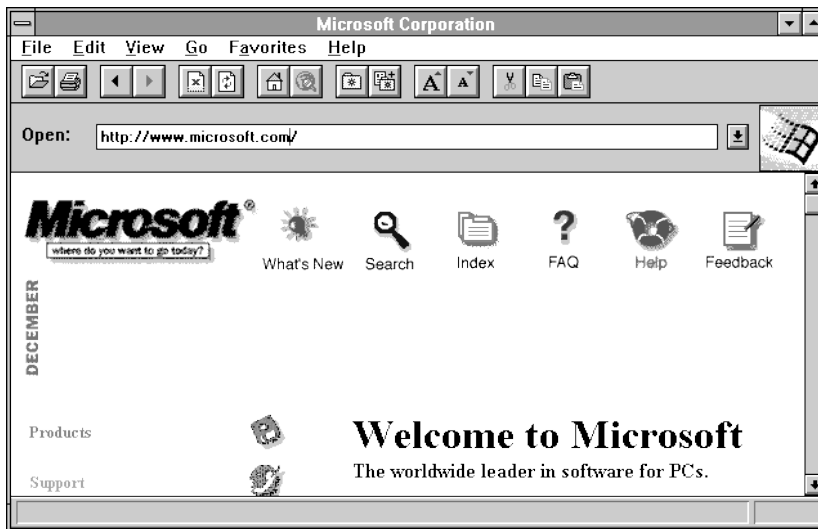 Microsoft Corporation
File Edit View Go Favorites Help
A A
Open: http://www.microsoft.com/
Microsoft®
where do you want to go today?
What's New Search Index FAQ Help Feedback
DECEMBER
Products
Welcome to Microsoft
The worldwide leader in software for PCs.
Support